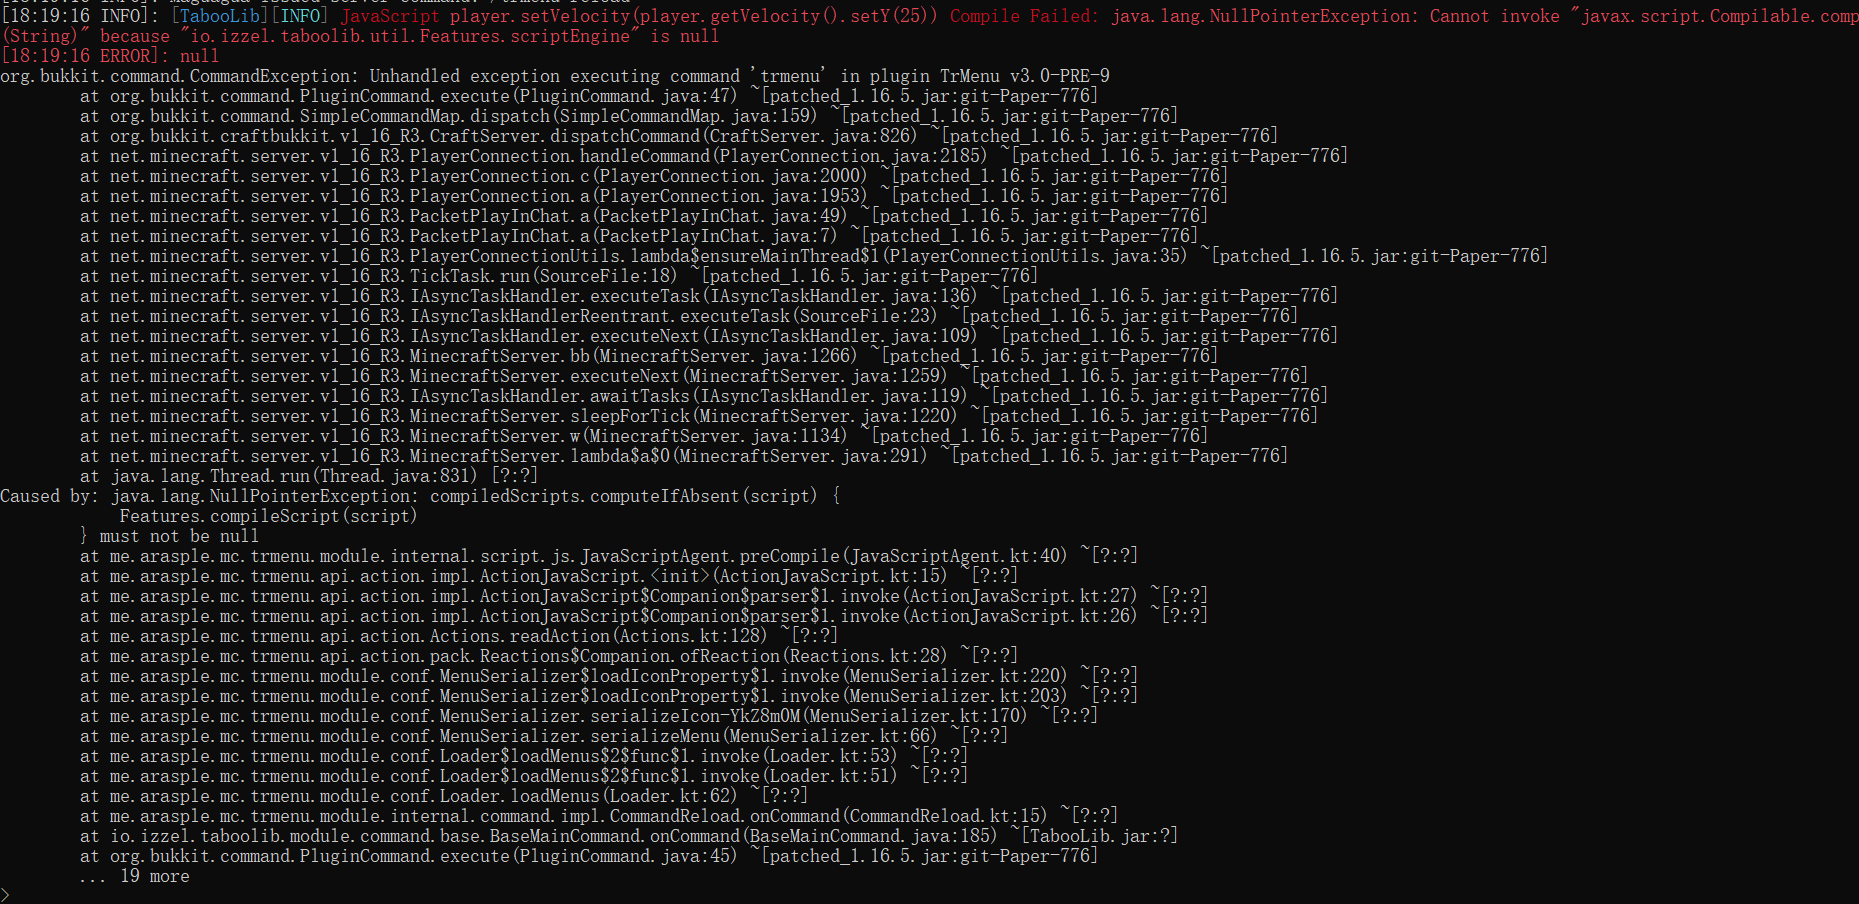 [18:19:16 INFO]: Maguagua issued server command: /trmenu reload
[18:19:16 INFO]: [TabooLib][INFO] JavaScript player.setVelocity(player.getVelocity().setY(25)) Compile Failed: java.lang.NullPointerException: Cannot invoke "javax.script.Compilable.comp
(String)" because "io.izzel.taboolib.util.Features.scriptEngine" is null
[18:19:16 ERROR]: null
org.bukkit.command.CommandException: Unhandled exception executing command 'trmenu' in plugin TrMenu v3.0-PRE-9
at org.bukkit.command.PluginCommand.execute(PluginCommand.java:47) ~[patched_1.16.5.jar:git-Paper-776]
at org.bukkit.command.SimpleCommandMap.dispatch(SimpleCommandMap.java:159) ~[patched_1.16.5.jar:git-Paper-776]
at org.bukkit.craftbukkit.v1_16_R3.CraftServer.dispatchCommand(CraftServer.java:826) ~[patched_1.16.5.jar:git-Paper-776]
at net.minecraft.server.v1_16_R3.PlayerConnection.handleCommand(PlayerConnection.java:2185) ~[patched_1.16.5.jar:git-Paper-776]
at net.minecraft.server.v1_16_R3.PlayerConnection.c(PlayerConnection.java:2000) ~[patched_1.16.5.jar:git-Paper-776]
at net.minecraft.server.v1_16_R3.PlayerConnection.a(PlayerConnection.java:1953) ~[patched_1.16.5.jar:git-Paper-776]
at net.minecraft.server.v1_16_R3.PacketPlayInChat.a(PacketPlayInChat.java:49) ~[patched_1.16.5.jar:git-Paper-776]
at net.minecraft.server.v1_16_R3.PacketPlayInChat.a(PacketPlayInChat.java:7) ~[patched_1.16.5.jar:git-Paper-776]
at net.minecraft.server.v1_16_R3.PlayerConnectionUtils.lambda$ensureMainThread$1(PlayerConnectionUtils.java:35) ~[patched_1.16.5.jar:git-Paper-776]
at net.minecraft.server.v1_16_R3.TickTask.run(SourceFile:18) ~[patched_1.16.5.jar:git-Paper-776]
at net.minecraft.server.v1_16_R3.IAsyncTaskHandler.executeTask(IAsyncTaskHandler.java:136) ~[patched_1.16.5.jar:git-Paper-776]
at net.minecraft.server.v1_16_R3.IAsyncTaskHandlerReentrant.executeTask(SourceFile:23) ~[patched_1.16.5.jar:git-Paper-776]
at net.minecraft.server.v1_16_R3.IAsyncTaskHandler.executeNext(IAsyncTaskHandler.java:109) ~[patched_1.16.5.jar:git-Paper-776]
at net.minecraft.server.v1_16_R3.MinecraftServer.bb(MinecraftServer.java:1266) ~[patched_1.16.5.jar:git-Paper-776]
at net.minecraft.server.v1_16_R3.MinecraftServer.executeNext(MinecraftServer.java:1259) ~[patched_1.16.5.jar:git-Paper-776]
at net.minecraft.server.v1_16_R3.IAsyncTaskHandler.awaitTasks(IAsyncTaskHandler.java:119) ~[patched_1.16.5.jar:git-Paper-776]
at net.minecraft.server.v1_16_R3.MinecraftServer.sleepForTick(MinecraftServer.java:1220) ~[patched_1.16.5.jar:git-Paper-776]
at net.minecraft.server.v1_16_R3.MinecraftServer.w(MinecraftServer.java:1134) ~[patched_1.16.5.jar:git-Paper-776]
at net.minecraft.server.v1_16_R3.MinecraftServer.lambda$a$0(MinecraftServer.java:291) ~[patched_1.16.5.jar:git-Paper-776]
at java.lang.Thread.run(Thread.java:831) [?:?]
Caused by: java.lang.NullPointerException: compiledScripts.computeIfAbsent(script) {
Features.compileScript(script)
} must not be null
at me.arasple.mc.trmenu.module.internal.script.js.JavaScriptAgent.preCompile(JavaScriptAgent.kt:40) ~[?:?]
at me.arasple.mc.trmenu.api.action.impl.ActionJavaScript.<init>(ActionJavaScript.kt:15) ~[?:?]
at me.arasple.mc.trmenu.api.action.impl.ActionJavaScript$Companion$parser$1.invoke(ActionJavaScript.kt:27) ~[?:?]
at me.arasple.mc.trmenu.api.action.impl.ActionJavaScript$Companion$parser$1.invoke(ActionJavaScript.kt:26) ~[?:?]
at me.arasple.mc.trmenu.api.action.Actions.readAction(Actions.kt:128) ~[?:?]
at me.arasple.mc.trmenu.api.action.pack.Reactions$Companion.ofReaction(Reactions.kt:28) ~[?:?]
at me.arasple.mc.trmenu.module.conf.MenuSerializer$loadIconProperty$1.invoke(MenuSerializer.kt:220) ~[?:?]
at me.arasple.mc.trmenu.module.conf.MenuSerializer$loadIconProperty$1.invoke(MenuSerializer.kt:203) ~[?:?]
at me.arasple.mc.trmenu.module.conf.MenuSerializer.serializeIcon-YkZ8mOM(MenuSerializer.kt:170) ~[?:?]
at me.arasple.mc.trmenu.module.conf.MenuSerializer.serializeMenu(MenuSerializer.kt:66) ~[?:?]
at me.arasple.mc.trmenu.module.conf.Loader$loadMenus$2$func$1.invoke(Loader.kt:53) ~[?:?]
at me.arasple.mc.trmenu.module.conf.Loader$loadMenus$2$func$1.invoke(Loader.kt:51) ~[?:?]
at me.arasple.mc.trmenu.module.conf.Loader.loadMenus(Loader.kt:62) ~[?:?]
at me.arasple.mc.trmenu.module.internal.command.impl.CommandReload.onCommand(CommandReload.kt:15) ~[?:?]
at io.izzel.taboolib.module.command.base.BaseMainCommand.onCommand(BaseMainCommand.java:185) ~[TabooLib.jar:?]
at org.bukkit.command.PluginCommand.execute(PluginCommand.java:45) ~[patched_1.16.5.jar:git-Paper-776]
... 19 more
>